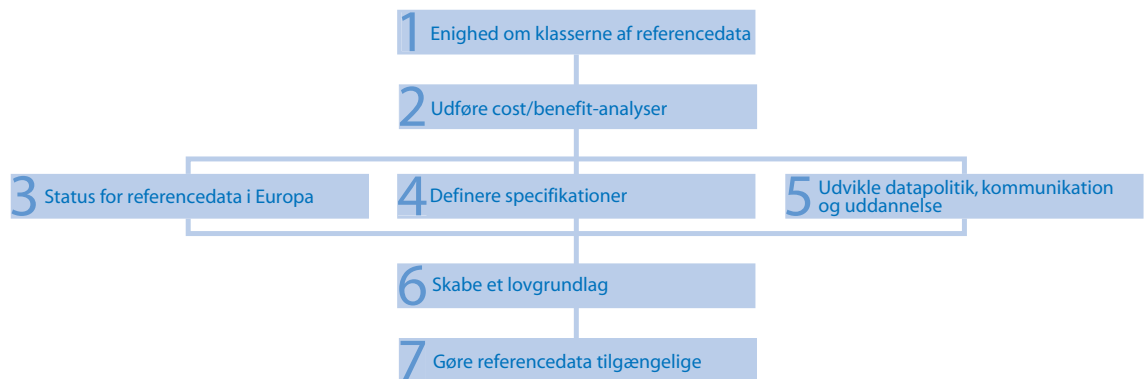 1 Enighed om klasserne af referencedata
2 Udføre cost/benefit-analyser
3 Status for referencedata i Europa
4 Definere specifikationer
5 Udvikle datapolitik, kommunikation
og uddannelse
6 Skabe et lovgrundlag
7 Gøre referencedata tilgængelige